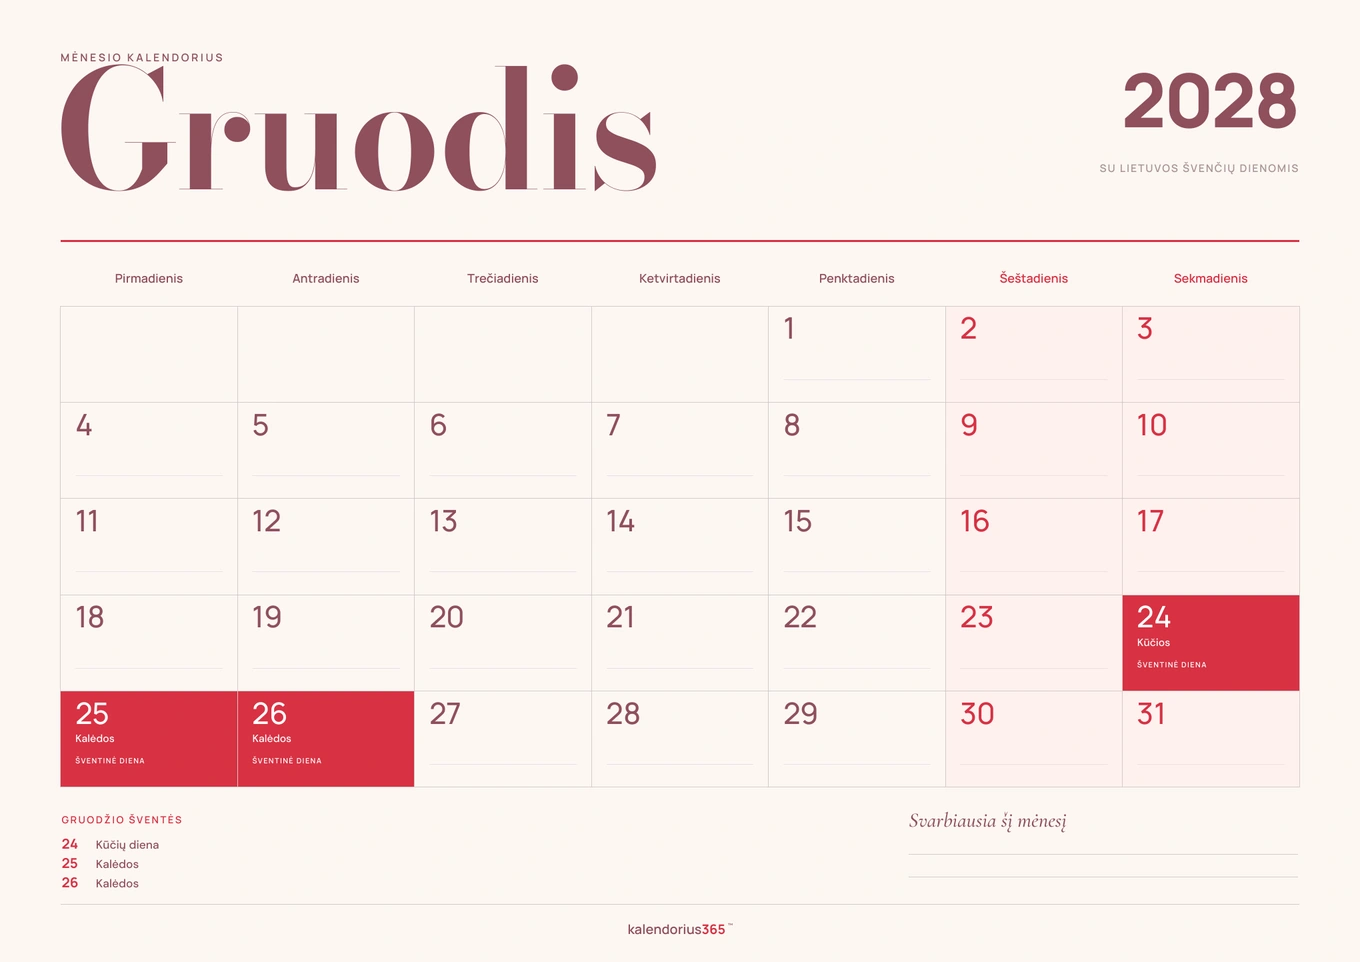 MĖNESIO KALENDORIUS
Gruodis
2028
SU LIETUVOS ŠVENČIŲ DIENOMIS
Pirmadienis Antradienis Trečiadienis Ketvirtadienis Penktadienis Šeštadienis Sekmadienis
1 2 3
4 5 6 7 8 9 10
11 12 13 14 15 16 17
18 19 20 21 22 23 24
Kūčios
ŠVENTINĖ DIENA
25 26 27 28 29 30 31
Kalėdos Kalėdos
ŠVENTINĖ DIENA ŠVENTINĖ DIENA
GRUODŽIO ŠVENTĖS
24 Kūčių diena
25 Kalėdos
26 Kalėdos
Svarbiausia šį mėnesį
kalendorius365™